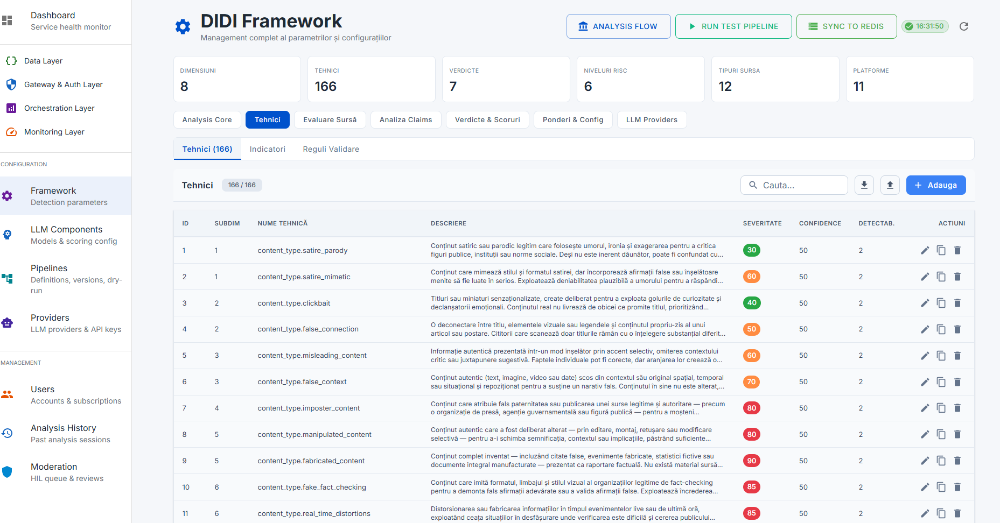 Dashboard
Service health monitor
Data Layer
Gateway & Auth Layer
Orchestration Layer
Monitoring Layer
CONFIGURATION
Framework
Detection parameters
LLM Components
Models & scoring config
Pipelines
Definitions, versions, dry-
run
Providers
LLM providers & API keys
MANAGEMENT
Users
Accounts & subscriptions
Analysis History
Past analysis sessions
Moderation
HIL queue & reviews
DIDI Framework
Management complet al parametrilor și configurațiilor
ANALYSIS FLOW
RUN TEST PIPELINE
SYNC TO REDIS
16:31:50
DIMENSIUNI
8
TEHNICI
166
VERDICTE
7
NIVELURI RISC
6
TIPURI SURSA
12
PLATFORME
11
Analysis Core
Tehnici
Evaluare Sursă
Analiza Claims
Verdicte & Scoruri
Ponderi & Config
LLM Providers
Tehnici (166)
Indicatori
Reguli Validare
Tehnici
166 / 166
Cauta...
Adauga
ID SUBDIM NUME TEHNICĂ DESCRIERE SEVERITATE CONFIDENCE DETECTAB. ACTIUNI
1 1 content_type.satire_parody Conținut satiric sau parodic legitim care folosește umorul, ironia și exagerarea pentru a critica 30 50 2
figuri publice, instituții sau norme sociale. Deși nu este inerent dăunător, poate fi confundat cu...
2 1 content_type.satire_mimetic Conținut care mimează stilul și formatul satirei, dar încorporează afirmații false sau înșelătoare 60 50 2
menite să fie luate în serios. Exploatează deniabilitatea plauzibilă a umorului pentru a răspândi...
3 2 content_type.clickbait Titluri sau miniaturi senzaționalizate, create deliberat pentru a exploata golurile de curiozitate și 40 50 2
declanșatorii emoționali. Conținutul real nu livrează de obicei ce promite titlul, prioritizând...
4 2 content_type.false_connection O deconectare între titlu, elementele vizuale sau legendele și conținutul propriu-zis al unui 50 50 2
articol sau postare. Cititorii care scanează doar titlurile rămân cu o înțelegere substanțial diferit...
5 3 content_type.misleading_content Informație autentică prezentată într-un mod înșelător prin accent selectiv, omiterea contextului 60 50 2
critic sau juxtapunere sugestivă. Faptele individuale pot fi corecte, dar aranjarea lor creează o...
6 3 content_type.false_context Conținut autentic (text, imagine, video sau date) scos din contextul său original spațial, temporal 70 50 2
sau situațional și repoziționat pentru a susține un narativ fals. Conținutul în sine nu este alterat,...
7 4 content_type.imposter_content Conținut care atribuie fals paternitatea sau publicarea unei surse legitime și autoritare — precum 80 50 2
o organizație de presă, agenție guvernamentală sau figură publică — pentru a moșteni...
8 5 content_type.manipulated_content Conținut autentic care a fost deliberat alterat — prin editare, montaj, retușare sau modificare 80 50 2
selectivă — pentru a-i schimba semnificația, contextul sau implicațiile, păstrând suficiente...
9 5 content_type.fabricated_content Conținut complet inventat — incluzând citate false, evenimente fabricate, statistici fictive sau 90 50 2
documente integral manufacturate — prezentat ca raportare factuală. Nu există material sursă...
10 6 content_type.fake_fact_checking Conținut care imită formatul, limbajul și stilul vizual al organizațiilor legitime de fact-checking 85 50 2
pentru a demonta fals afirmații adevărate sau a valida afirmații false. Exploatează încrederea...
11 6 content_type.real_time_distortions Distorsionarea sau fabricarea informațiilor în timpul evenimentelor live sau de ultimă oră, 85 50 2
exploatând ceața situațiilor în desfășurare unde verificarea este dificilă și cererea publicului...